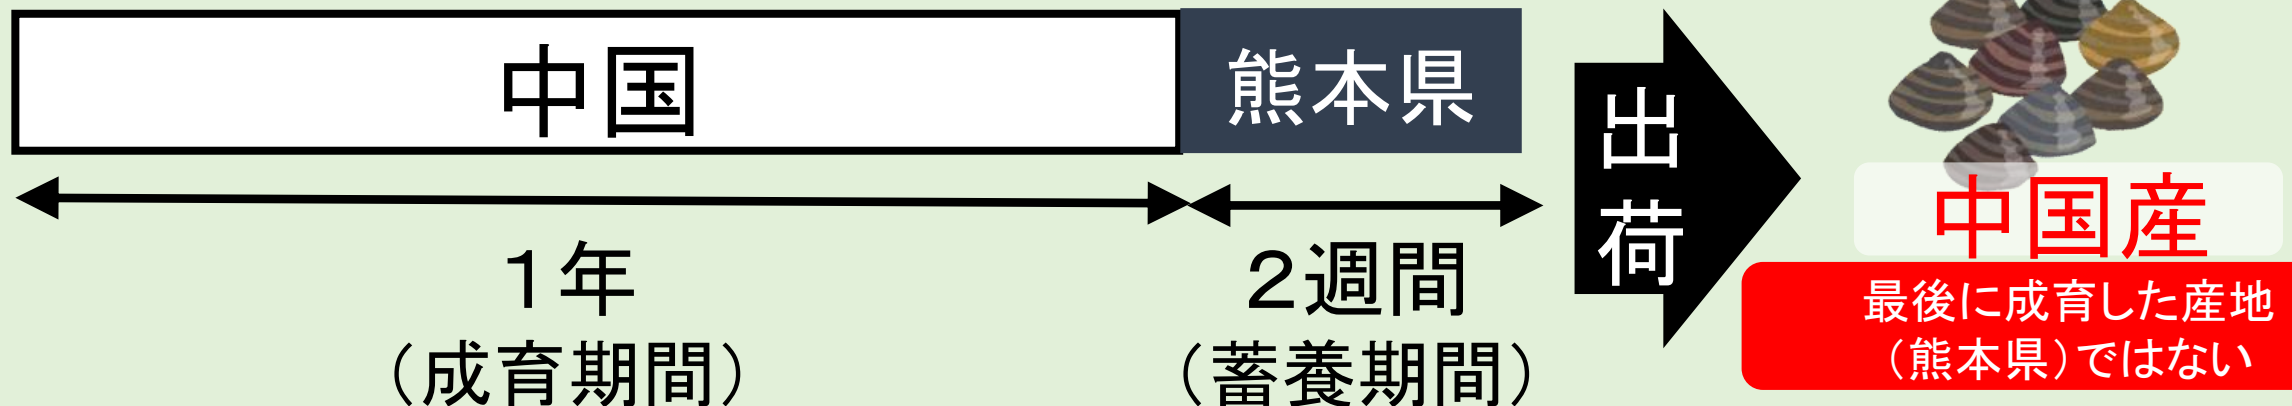 中国
熊本県
出荷
中国産
1年
(成育期間)
２週間
(蓄養期間)
最後に成育した産地
(熊本県)ではない